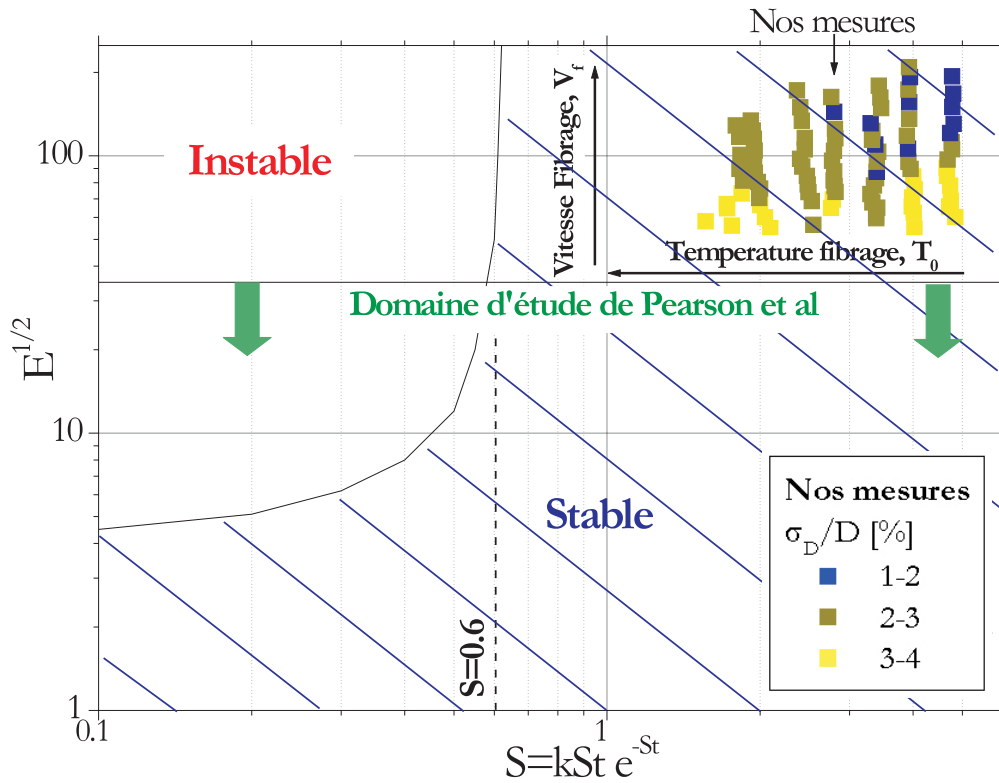 Nos mesures
Vitesse Fibrage, V_f
100
Instable
Temperature fibrage, T_0
Domaine d'étude de Pearson et al
E^{1/2}
10
Nos mesures
σ_D/D [%]
1-2
2-3
3-4
Stable
S=0.6
1
0.1
1
S=kSt e^{-St}